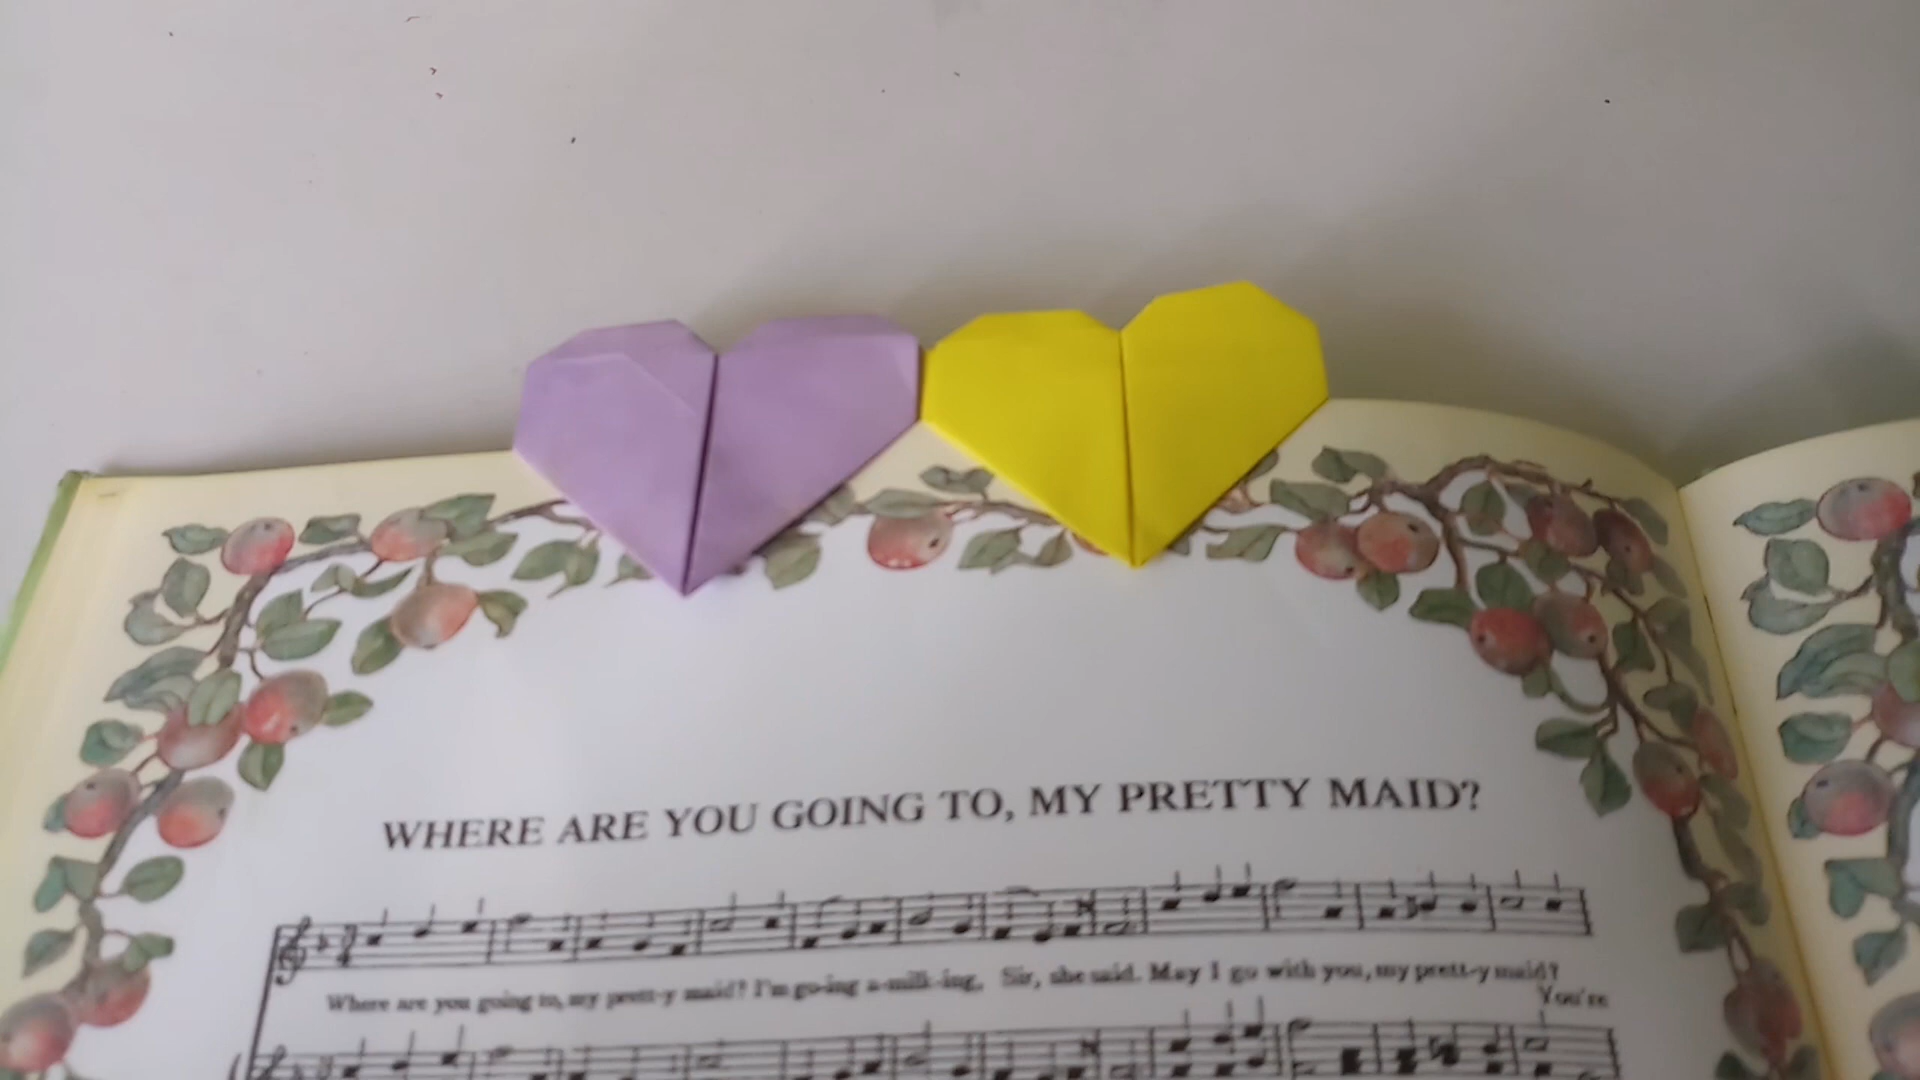 WHERE ARE YOU GOING TO, MY PRETTY MAID?
Where are you going to, my prett-y maid? I'm go-ing a-milk-ing, Sir, she said. May I go with you, my prett-y maid?
You're